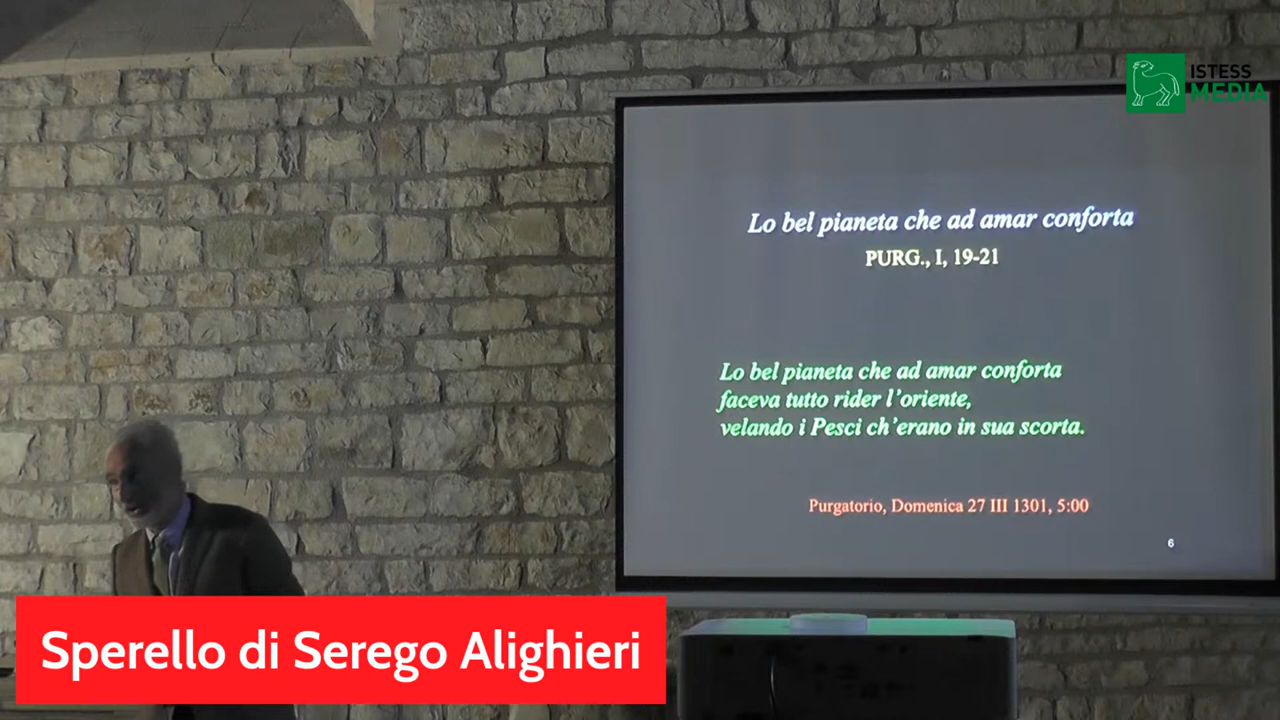 ISTESS
MEDIA
Lo bel pianeta che ad amar conforta
PURG., I, 19-21
Lo bel pianeta che ad amar conforta
faceva tutto rider l'oriente,
velando i Pesci ch'erano in sua scorta.
Purgatorio, Domenica 27 III 1301, 5:00
6
Sperello di Serego Alighieri